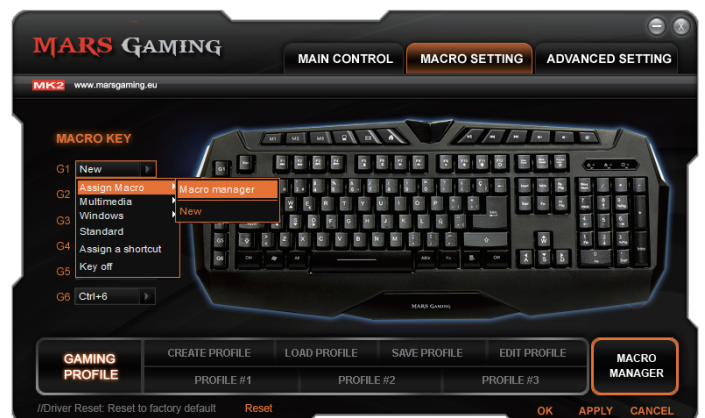 MARS GAMING
MAIN CONTROL
MACRO SETTING
ADVANCED SETTING
MK2 www.marsgaming.eu
MACRO KEY
G1 New
Assign Macro
Macro manager
G2
Multimedia
New
Windows
G3
Standard
G4
Assign a shortcut
G5
Key off
G6 Ctrl+6
MARS GAMING
GAMING PROFILE
CREATE PROFILE
LOAD PROFILE
SAVE PROFILE
EDIT PROFILE
PROFILE #1
PROFILE #2
PROFILE #3
MACRO MANAGER
//Driver Reset: Reset to factory default Reset
OK
APPLY
CANCEL